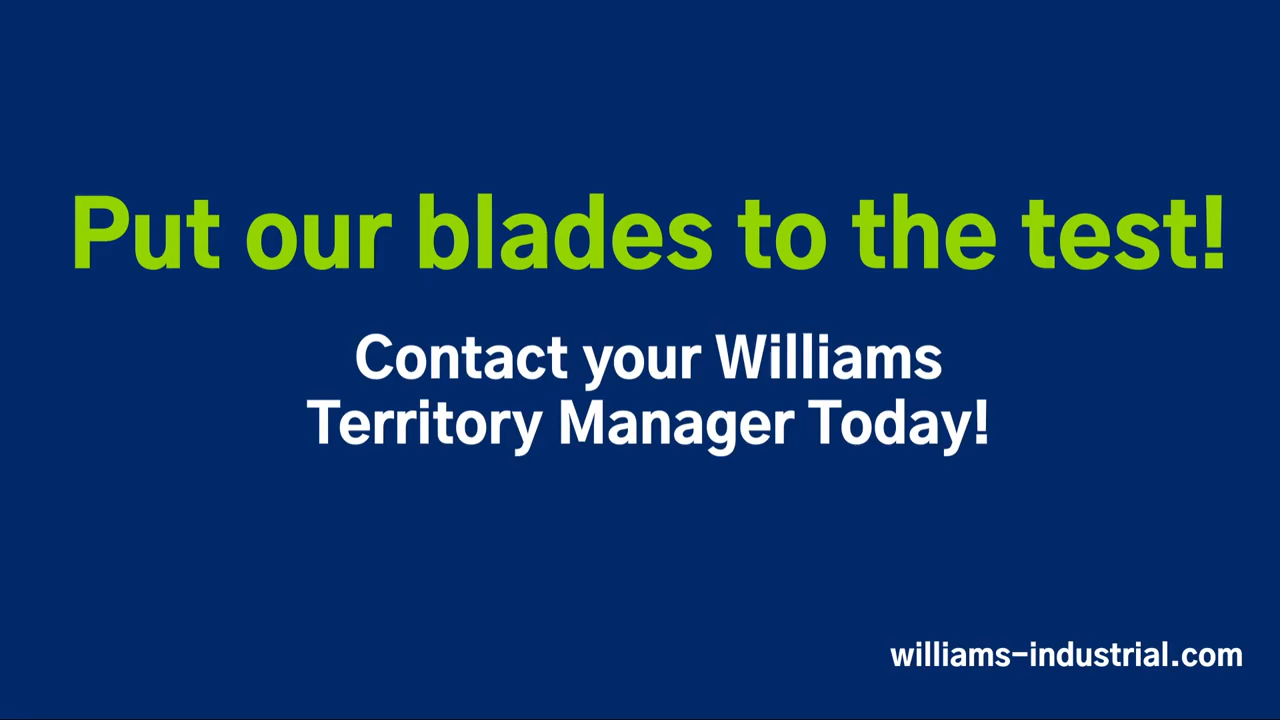 Put our blades to the test!
Contact your Williams
Territory Manager Today!
williams-industrial.com